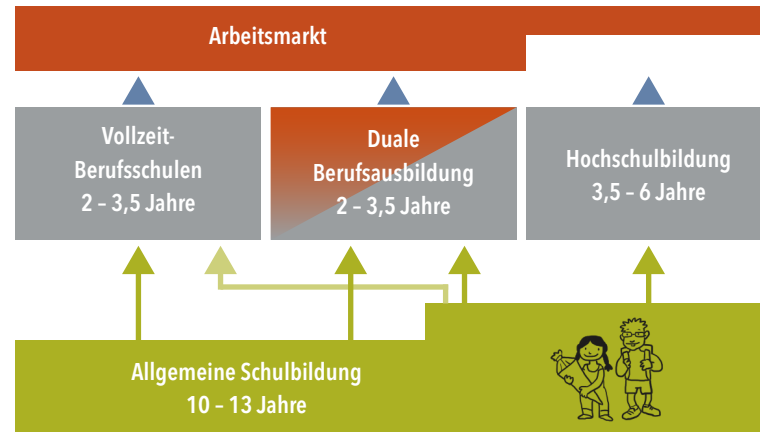 Arbeitsmarkt
Vollzeit-
Berufsschulen
2 – 3,5 Jahre
Duale
Berufsausbildung
2 – 3,5 Jahre
Hochschulbildung
3,5 – 6 Jahre
Allgemeine Schulbildung
10 – 13 Jahre